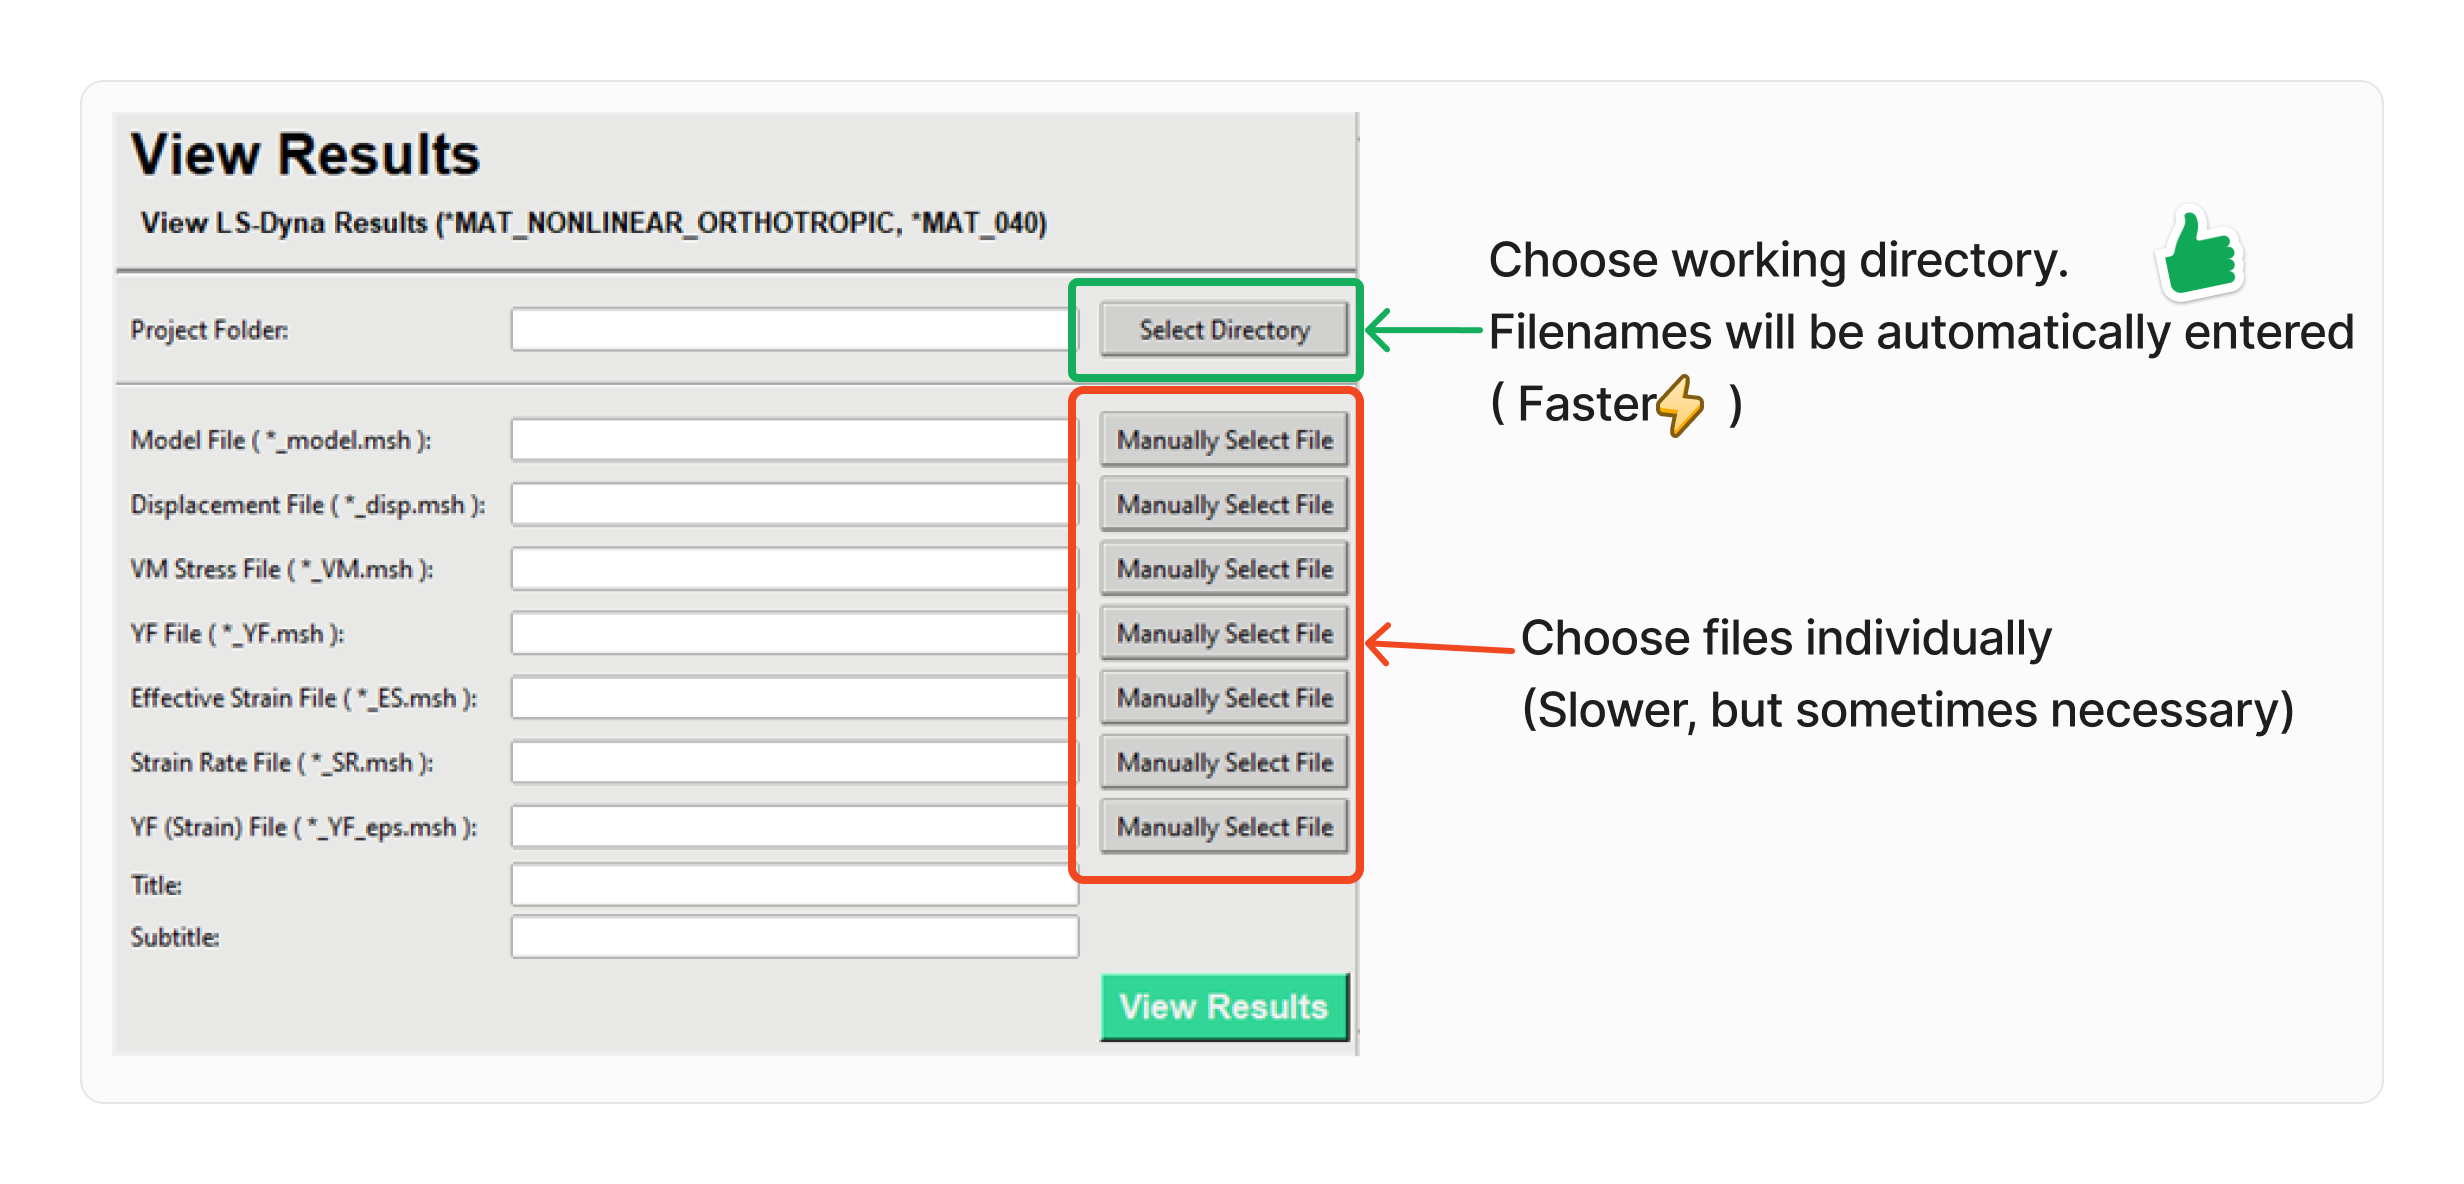 View Results
View LS-Dyna Results (*MAT_NONLINEAR_ORTHOTROPIC, *MAT_040)
Project Folder:
Select Directory
Choose working directory.
Filenames will be automatically entered
( Faster⚡ )
Model File ( *_model.msh ):
Manually Select File
Displacement File ( *_disp.msh ):
Manually Select File
VM Stress File ( *_VM.msh ):
Manually Select File
YF File ( *_YF.msh ):
Manually Select File
Effective Strain File ( *_ES.msh ):
Manually Select File
Strain Rate File ( *_SR.msh ):
Manually Select File
YF (Strain) File ( *_YF_eps.msh ):
Manually Select File
Choose files individually
(Slower, but sometimes necessary)
Title:
Subtitle:
View Results